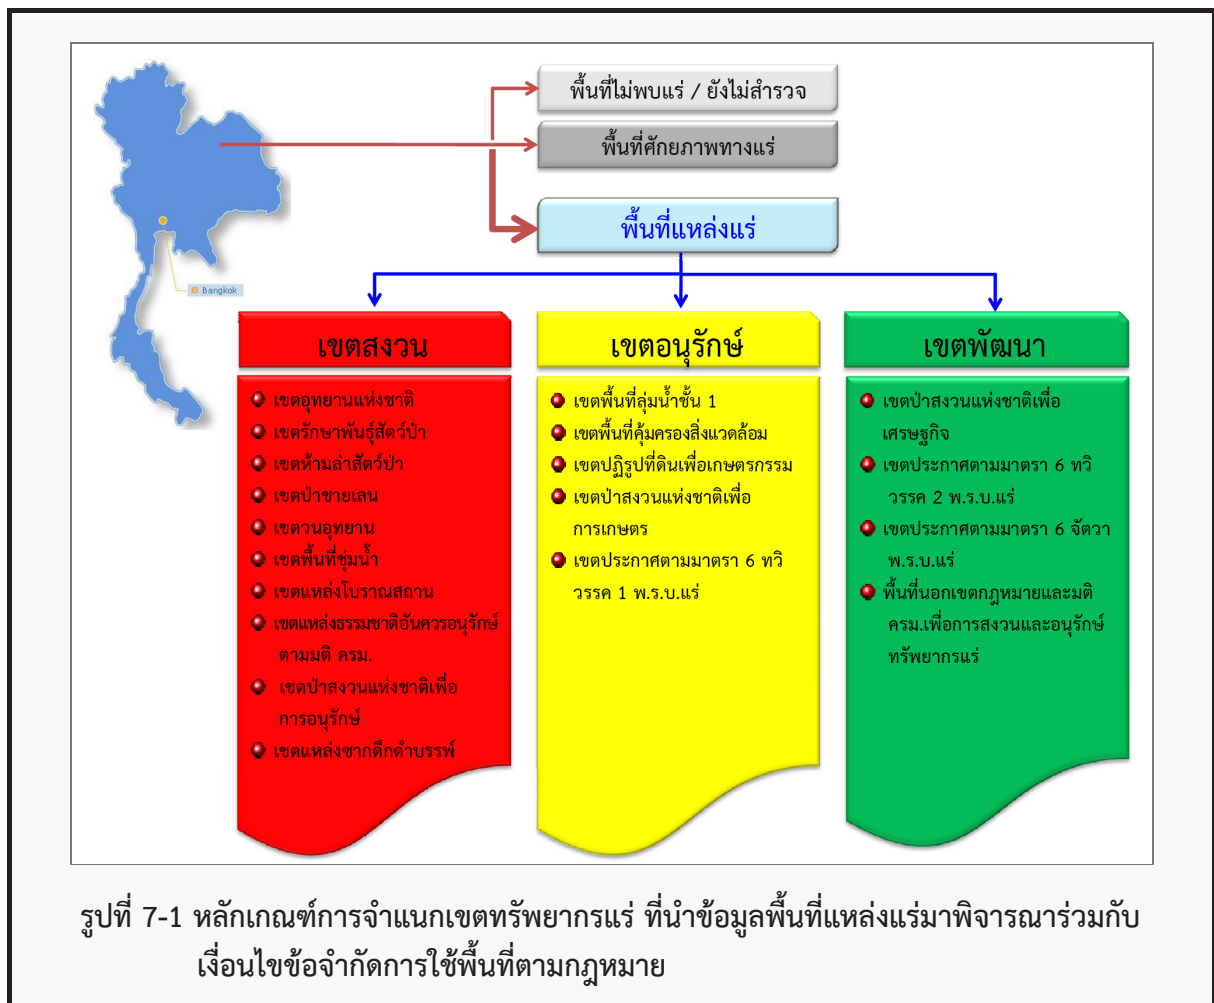 พื้นที่ไม่พบแร่ / ยังไม่สำรวจ
พื้นที่ศักยภาพทางแร่
พื้นที่แหล่งแร่
Bangkok
เขตสงวน
เขตอุทยานแห่งชาติ
เขตรักษาพันธุ์สัตว์ป่า
เขตห้ามล่าสัตว์ป่า
เขตป่าชายเลน
เขตวนอุทยาน
เขตพื้นที่ชุ่มน้ำ
เขตแหล่งโบราณสถาน
เขตแหล่งธรรมชาติอันควรอนุรักษ์
ตามมติ ครม.
เขตป่าสงวนแห่งชาติเพื่อ
การอนุรักษ์
เขตแหล่งซากดึกดำบรรพ์
เขตอนุรักษ์
เขตพื้นที่ลุ่มน้ำชั้น 1
เขตพื้นที่คุ้มครองสิ่งแวดล้อม
เขตปฏิรูปที่ดินเพื่อเกษตรกรรม
เขตป่าสงวนแห่งชาติเพื่อ
การเกษตร
เขตประกาศตามมาตรา 6 ทวิ
วรรค 1 พ.ร.บ.แร่
เขตพัฒนา
เขตป่าสงวนแห่งชาติเพื่อ
เศรษฐกิจ
เขตประกาศตามมาตรา 6 ทวิ
วรรค 2 พ.ร.บ.แร่
เขตประกาศตามมาตรา 6 จัตวา
พ.ร.บ.แร่
พื้นที่นอกเขตกฎหมายและมติ
ครม.เพื่อการสงวนและอนุรักษ์
ทรัพยากรแร่
รูปที่ 7-1 หลักเกณฑ์การจำแนกเขตทรัพยากรแร่ ที่นำข้อมูลพื้นที่แหล่งแร่มาพิจารณาร่วมกับ
เงื่อนไขข้อจำกัดการใช้พื้นที่ตามกฎหมาย